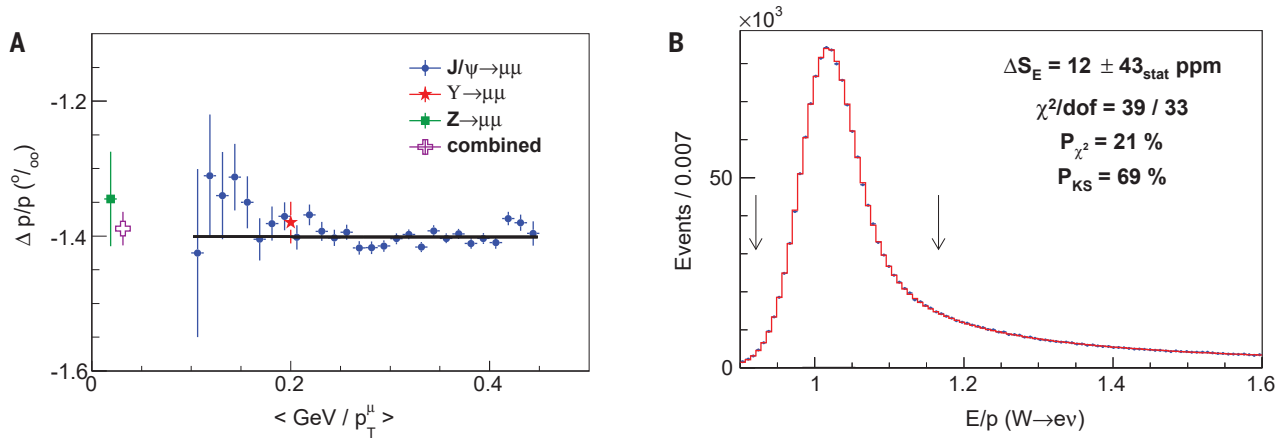 A
J/ψ→μμ
Υ→μμ
Z→μμ
combined
Δ p/p (⁰/₀₀)
-1.2
-1.4
-1.6
0
0.2
0.4
< GeV / p_T^μ >
B
×10³
ΔS_E = 12 ± 43_stat ppm
χ²/dof = 39 / 33
P_χ² = 21 %
P_KS = 69 %
Events / 0.007
50
0
1
1.2
1.4
1.6
E/p (W→eν)